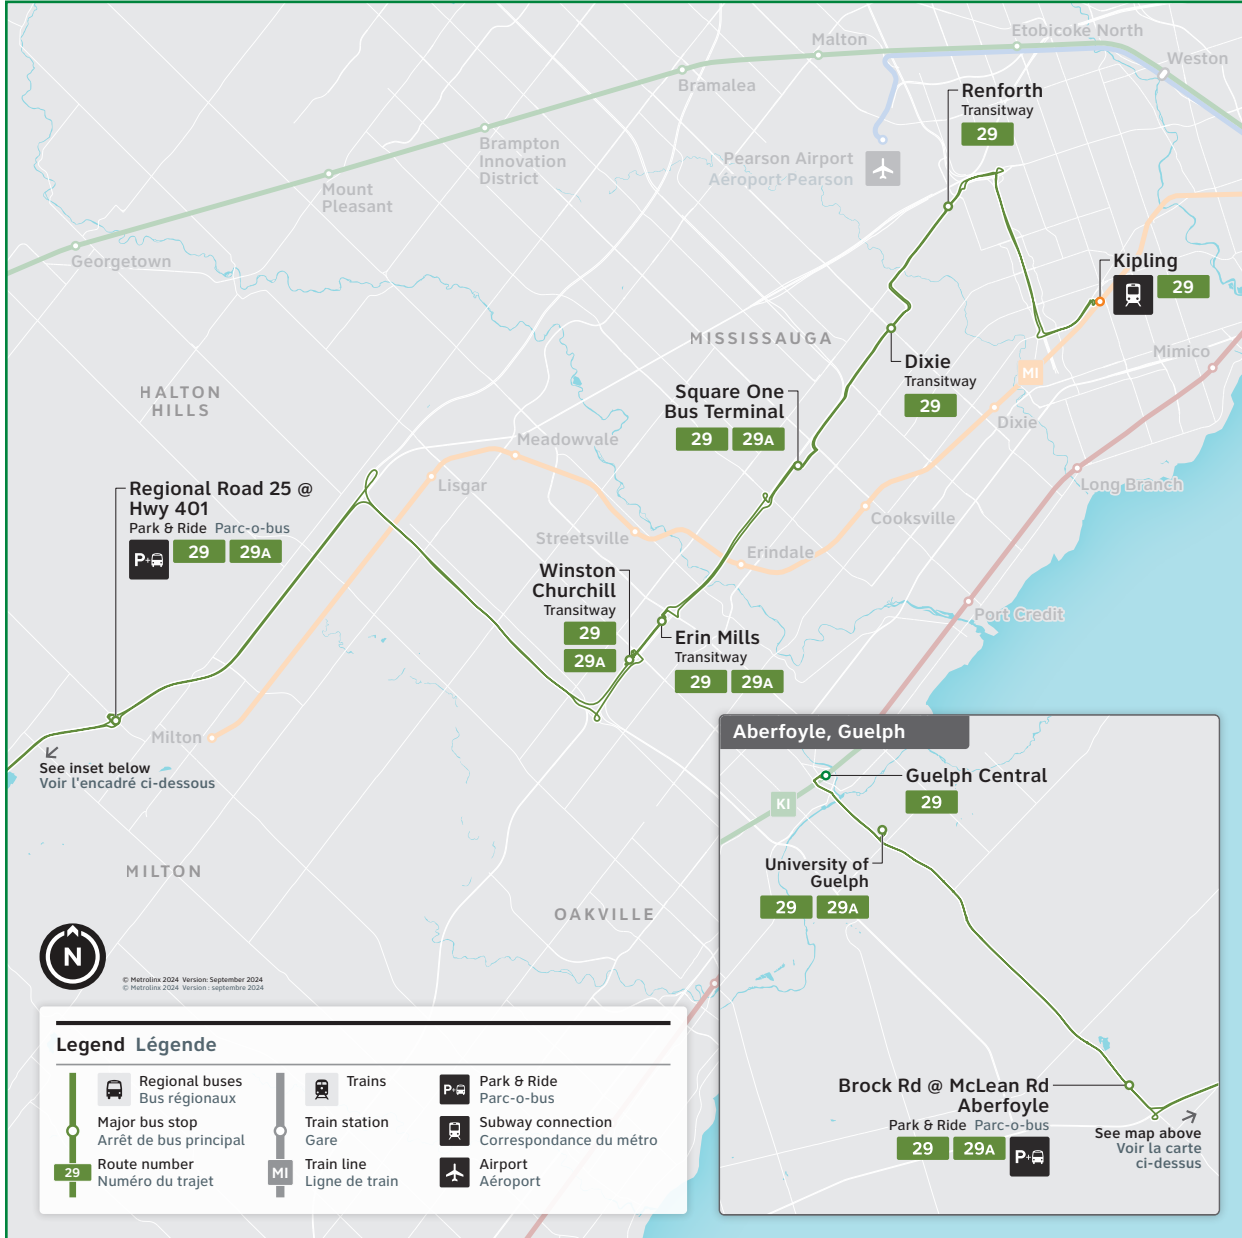 Etobicoke North
Malton
Weston
Bramalea
Renforth
Transitway
29
Brampton
Innovation
District
Pearson Airport
Aéroport Pearson
Mount
Pleasant
Georgetown
Kipling
29
MISSISSAUGA
Mimico
Dixie
Transitway
29
MI
HALTON
HILLS
Square One
Bus Terminal
29 29A
Dixie
Meadowvale
Lisgar
Long Branch
Regional Road 25 @
Hwy 401
Park & Ride Parc-o-bus
P+ 29 29A
Cooksville
Streetsville
Erindale
Winston
Churchill
Transitway
29
29A
Port Credit
Erin Mills
Transitway
29 29A
Milton
See inset below
Voir l'encadré ci-dessous
MILTON
OAKVILLE
N
© Metrolinx 2024 Version: September 2024
© Metrolinx 2024 Version : septembre 2024
Aberfoyle, Guelph
Guelph Central
29
KI
University of
Guelph
29 29A
Brock Rd @ McLean Rd
Aberfoyle
Park & Ride Parc-o-bus
29 29A P+
See map above
Voir la carte
ci-dessus
Legend Légende
Regional buses
Bus régionaux
Major bus stop
Arrêt de bus principal
29
Route number
Numéro du trajet
Trains
Train station
Gare
MI
Train line
Ligne de train
P+
Park & Ride
Parc-o-bus
Subway connection
Correspondance du métro
Airport
Aéroport